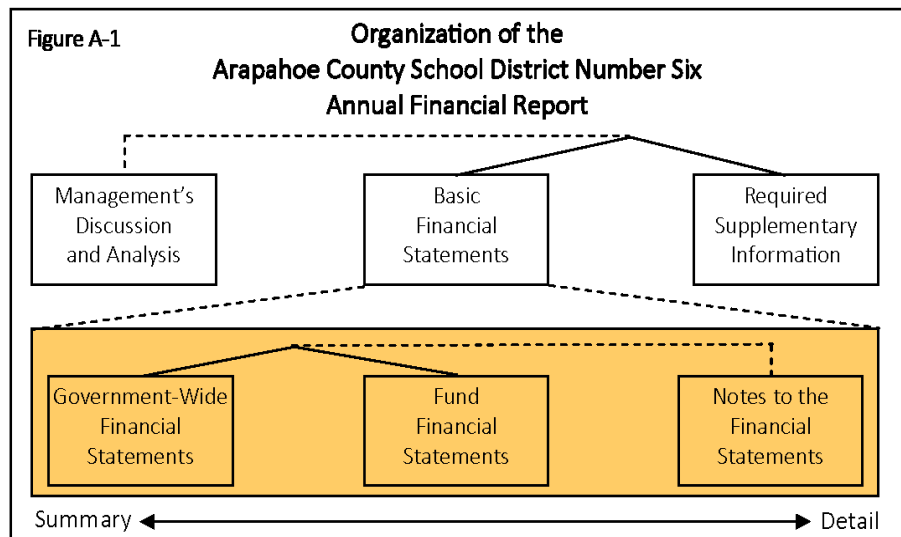 Figure A-1
Organization of the
Arapahoe County School District Number Six
Annual Financial Report
Management's
Discussion
and Analysis
Basic
Financial
Statements
Required
Supplementary
Information
Government-Wide
Financial
Statements
Fund
Financial
Statements
Notes to the
Financial
Statements
Summary
Detail